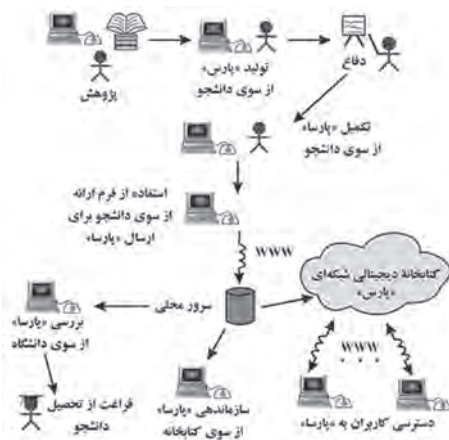 پژوهش
تولید «پارس»
از سوی دانشجو
دفاع
تکمیل «پارسا»
از سوی دانشجو
استفاده از فرم ارائه
از سوی دانشجو برای
ارسال «پارسا»
WWW
کتابخانهٔ دیجیتالی شبکه‌ای
«پارس»
سرور محلی
بررسی «پارسا»
از سوی دانشگاه
WWW
. . .
فراغت از تحصیل
دانشجو
سازماندهی «پارسا»
از سوی کتابخانه
دسترسی کاربران به «پارسا»